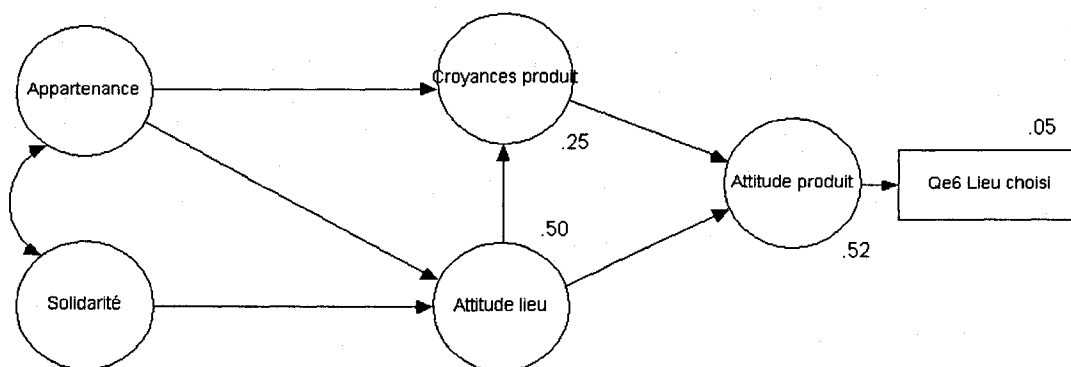 Appartenance
Croyances produit
.25
.05
Attitude produit
Qe6 Lieu choisi
.52
.50
Solidarité
Attitude lieu